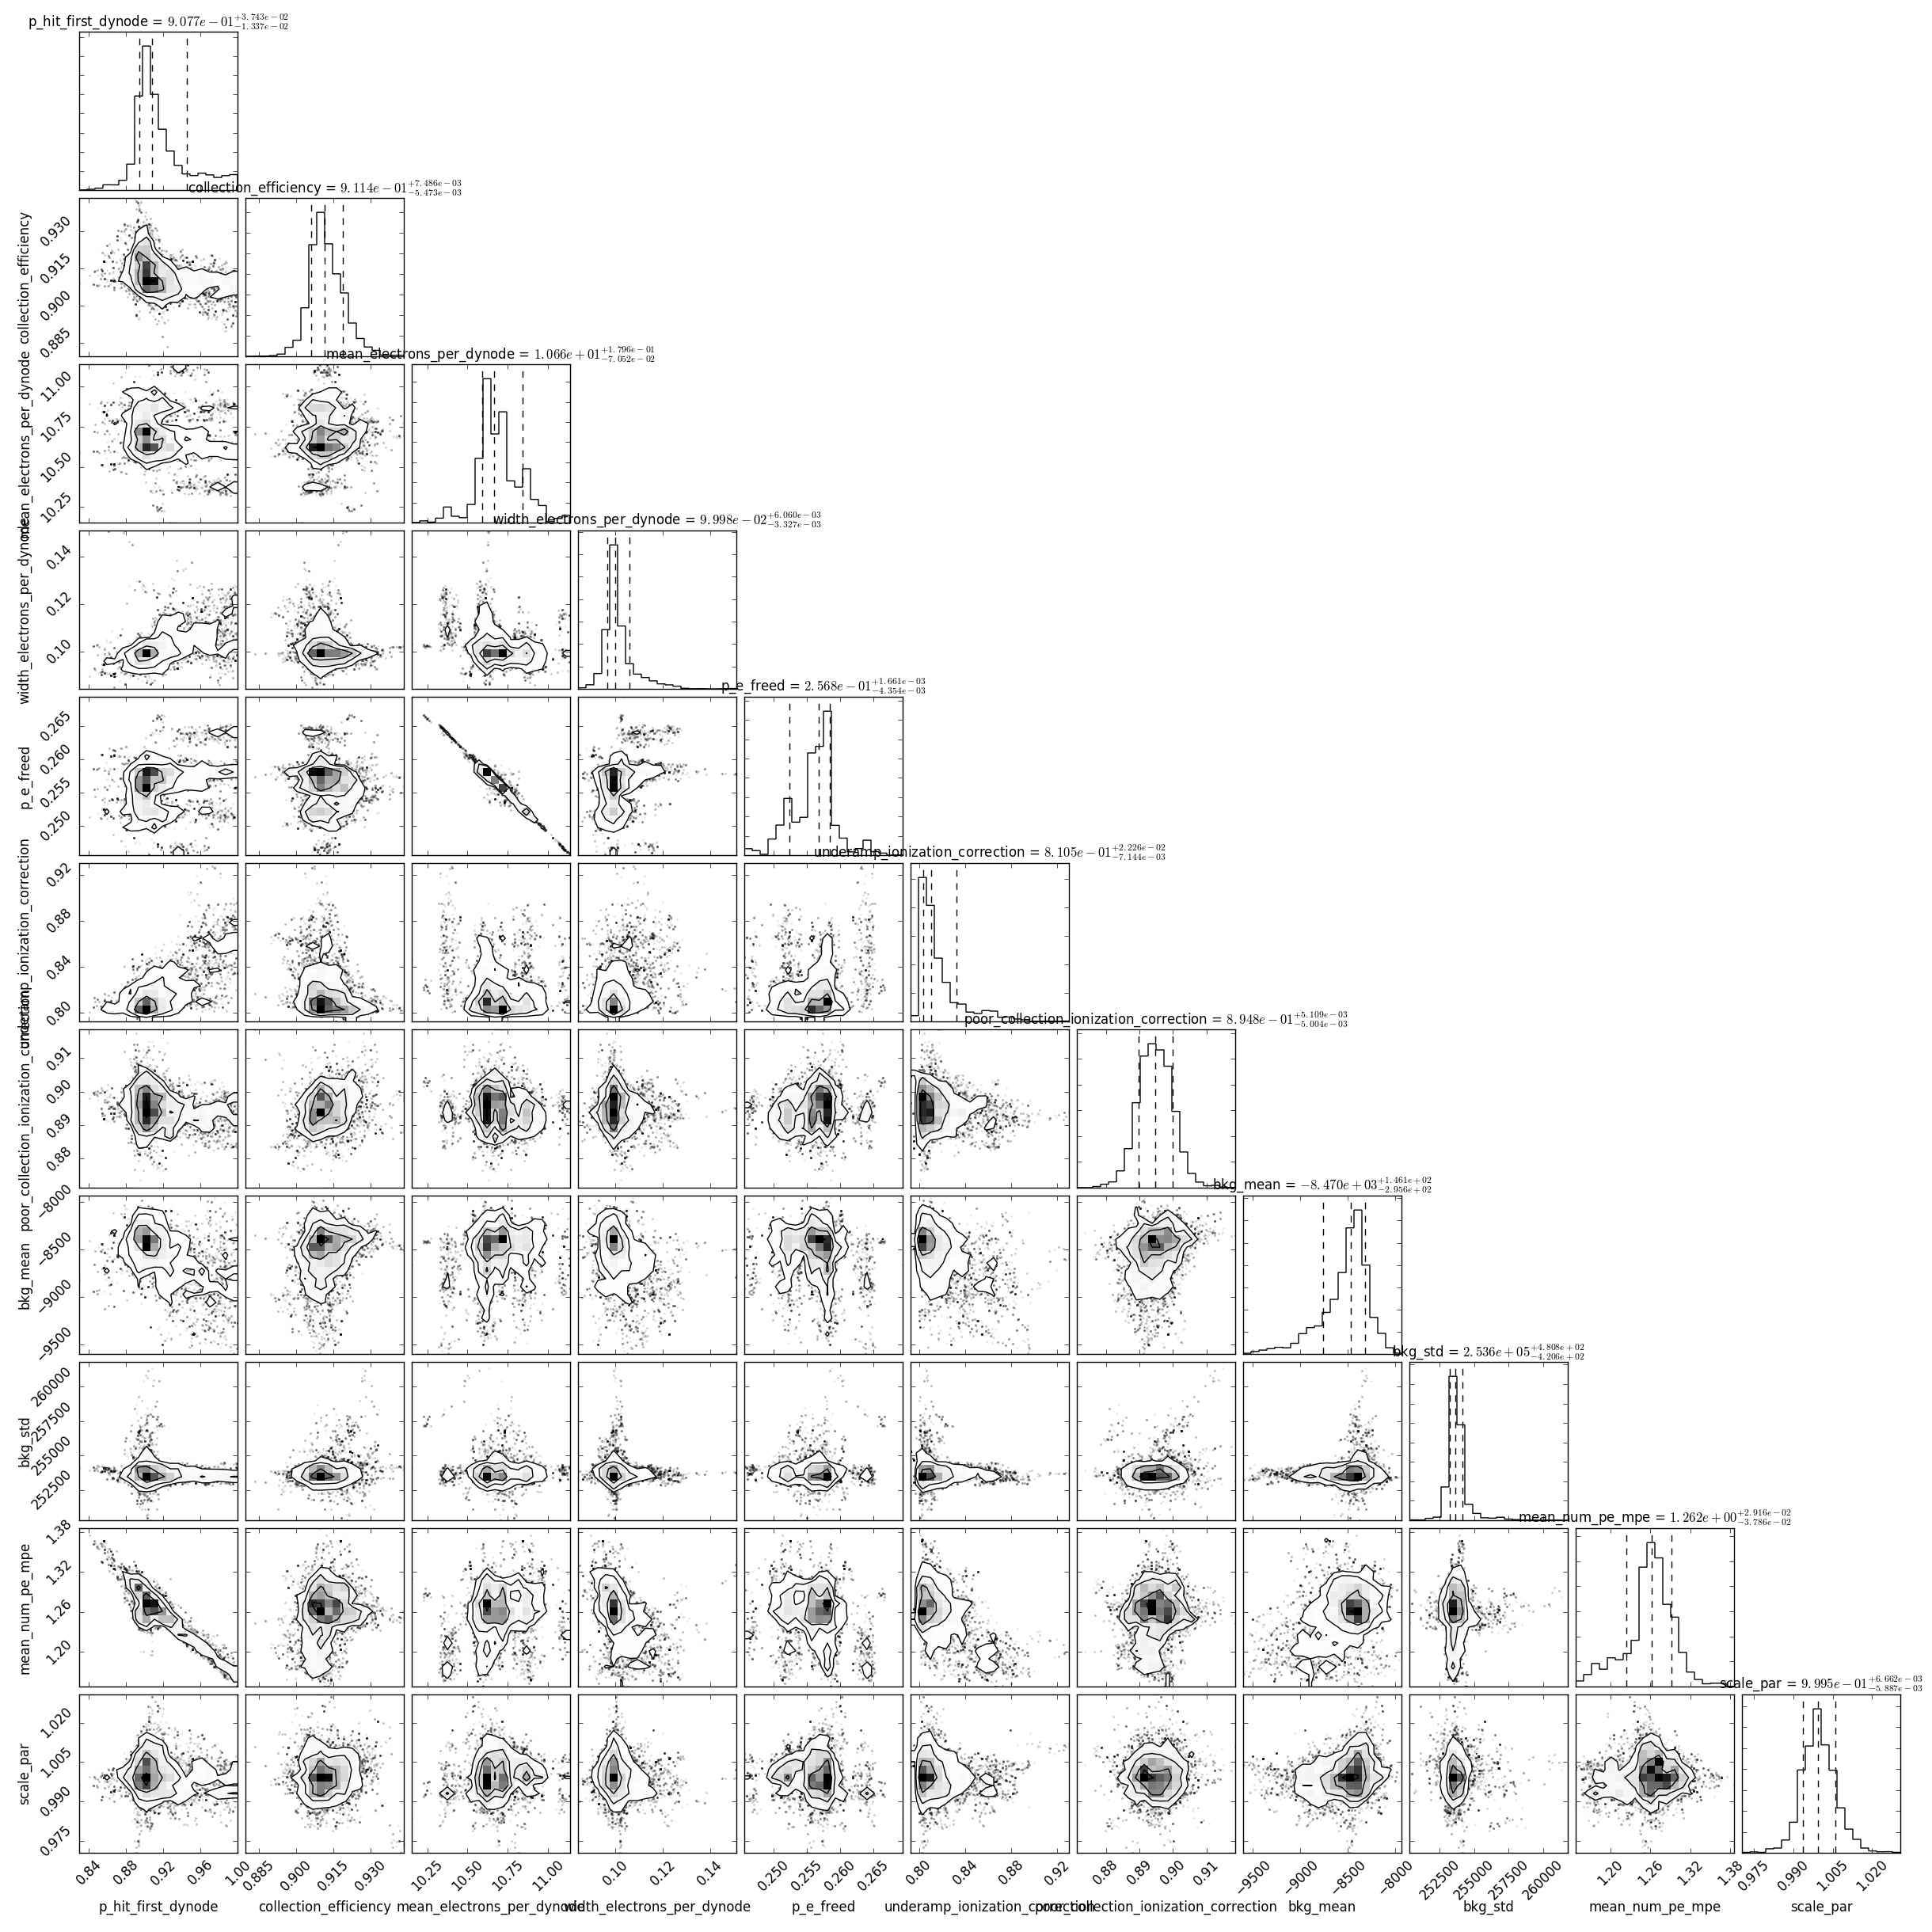 p_hit_first_dynode = 9.077e−01 +3.743e−02 −1.337e−02
collection_efficiency = 9.114e−01 +7.486e−03 −5.473e−03
collection_efficiency
0.930
0.915
0.900
0.885
mean_electrons_per_dynode = 1.066e+01 +1.796e−01 −7.052e−02
mean_electrons_per_dynode
11.00
10.75
10.50
10.25
width_electrons_per_dynode = 9.998e−02 +6.060e−03 −3.327e−03
width_electrons_per_dynode
0.14
0.12
0.10
p_e_freed = 2.568e−01 +1.661e−03 −4.354e−03
p_e_freed
0.265
0.260
0.255
0.250
underamp_ionization_correction = 8.105e−01 +2.226e−02 −7.144e−03
underamp_ionization_correction
0.92
0.88
0.84
0.80
poor_collection_ionization_correction = 8.948e−01 +5.109e−03 −5.004e−03
poor_collection_ionization_correction
0.91
0.90
0.89
0.88
bkg_mean = −8.470e+03 +1.461e+02 −2.956e+02
bkg_mean
−8000
−8500
−9000
−9500
bkg_std = 2.536e+05 +4.808e+02 −4.206e+02
bkg_std
260000
257500
255000
252500
mean_num_pe_mpe = 1.262e+00 +2.916e−02 −3.786e−02
mean_num_pe_mpe
1.38
1.32
1.26
1.20
scale_par = 9.995e−01 +6.662e−03 −5.887e−03
scale_par
1.020
1.005
0.990
0.975
0.84 0.88 0.92 0.96 1.00 0.885 0.900 0.915 0.930 10.25 10.50 10.75 11.00 0.10 0.12 0.14 0.250 0.255 0.260 0.265 0.80 0.84 0.88 0.92 0.88 0.89 0.90 0.91 −9500 −9000 −8500 −8000 252500 255000 257500 260000 1.20 1.26 1.32 1.38 0.975 0.990 1.005 1.020
p_hit_first_dynode collection_efficiency mean_electrons_per_dynode width_electrons_per_dynode p_e_freed underamp_ionization_correction poor_collection_ionization_correction bkg_mean bkg_std mean_num_pe_mpe scale_par